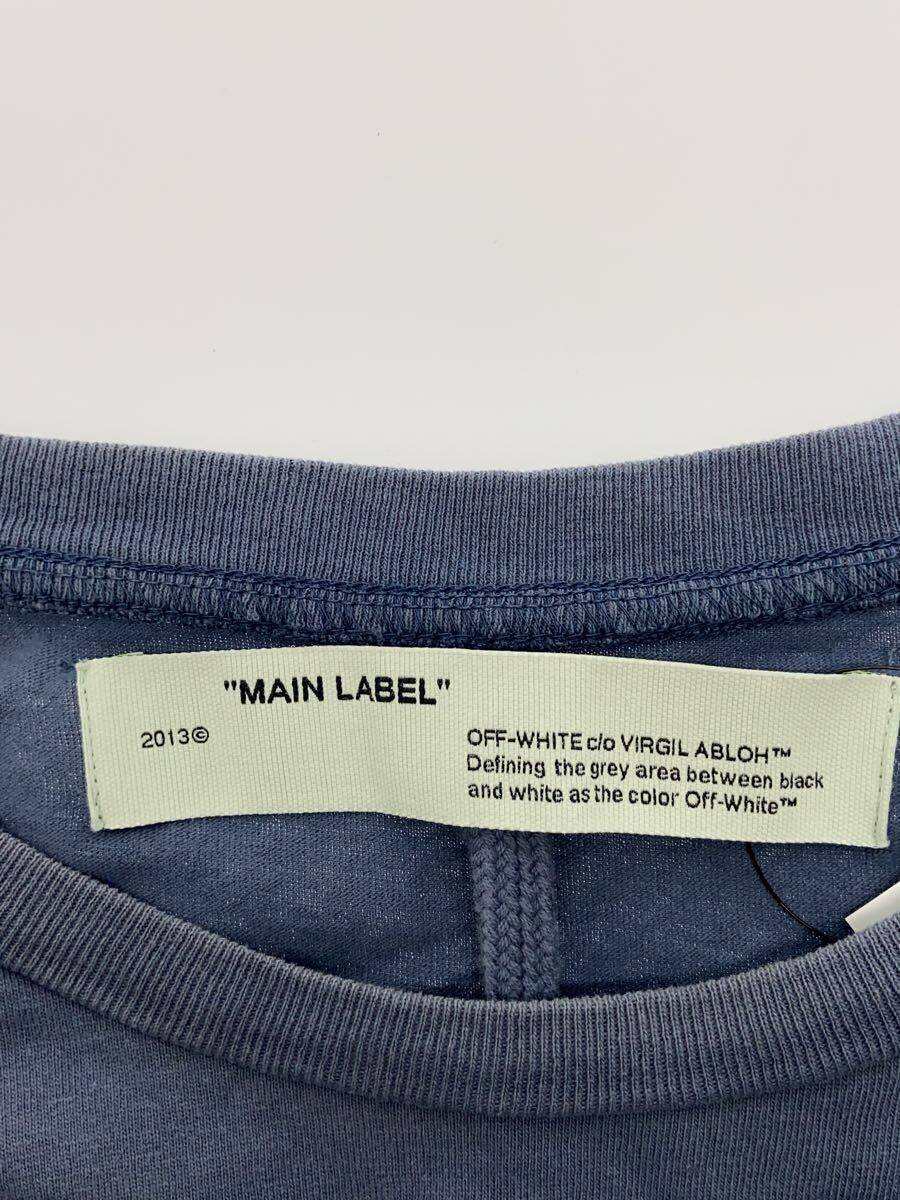 "MAIN LABEL"
2013©
OFF-WHITE c/o VIRGIL ABLOH™
Defining the grey area between black
and white as the color Off-White™